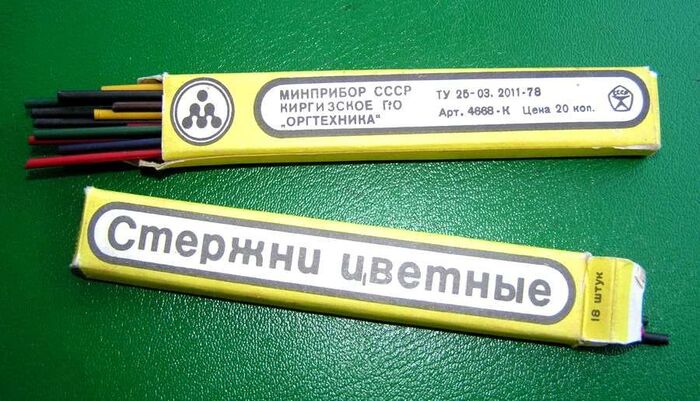 МИНПРИБОР СССР
КИРГИЗСКОЕ П/О
„ОРГТЕХНИКА"
ТУ 25-03. 2011-78
Арт. 4668-К Цена 20 коп.
СССР
Стержни цветные
18 штук